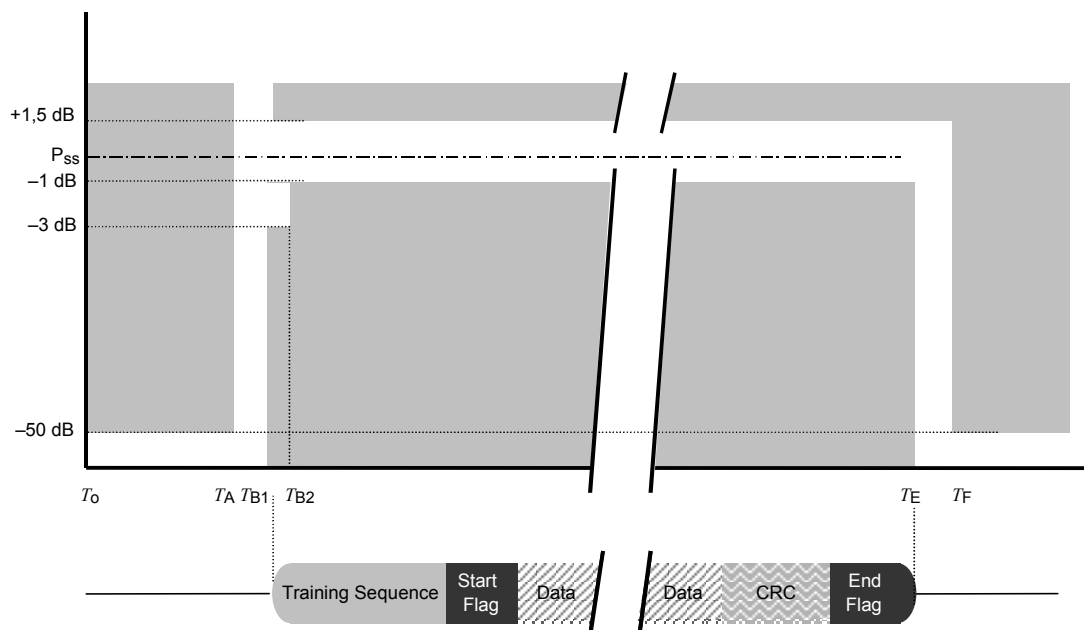 +1,5 dB
Pss
–1 dB
–3 dB
–50 dB
To TA TB1 TB2 TE TF
Training Sequence Start Flag Data Data CRC End Flag